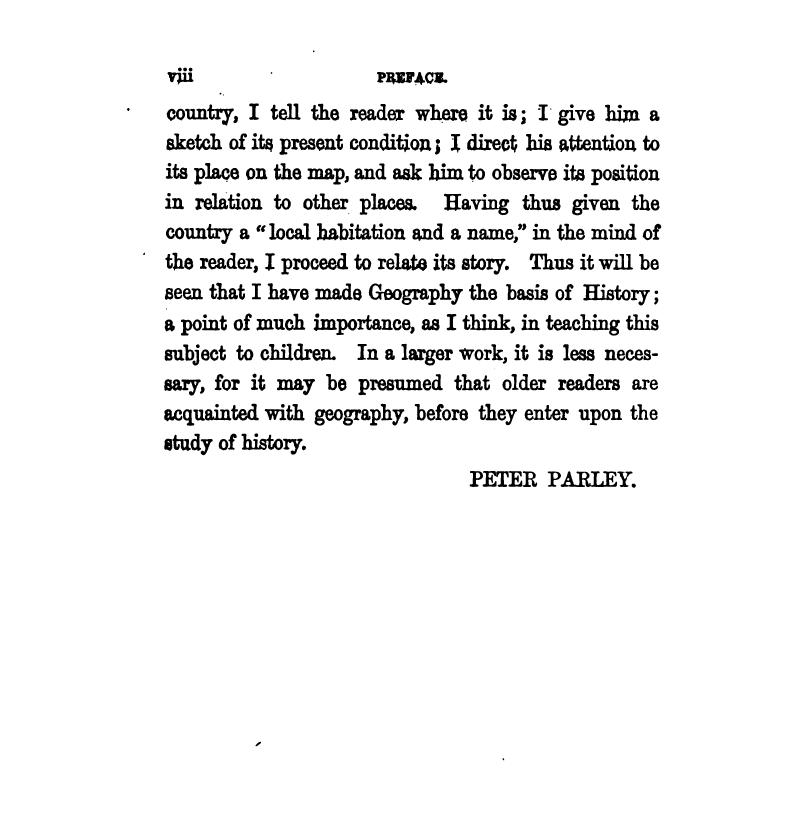 viii PREFACE.
country, I tell the reader where it is; I give him a
sketch of its present condition; I direct his attention to
its place on the map, and ask him to observe its position
in relation to other places. Having thus given the
country a "local habitation and a name," in the mind of
the reader, I proceed to relate its story. Thus it will be
seen that I have made Geography the basis of History;
a point of much importance, as I think, in teaching this
subject to children. In a larger work, it is less neces-
sary, for it may be presumed that older readers are
acquainted with geography, before they enter upon the
study of history.
PETER PARLEY.